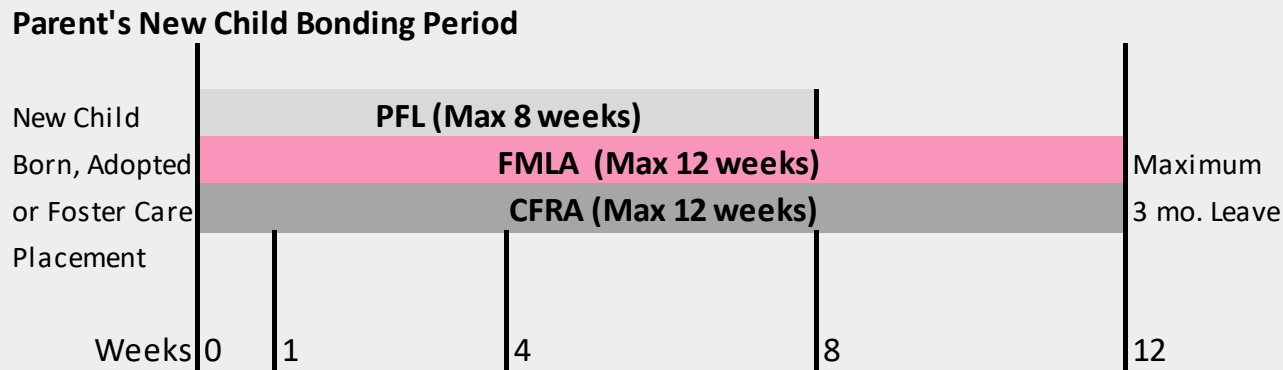 Parent's New Child Bonding Period
New Child
Born, Adopted
or Foster Care
Placement
PFL (Max 8 weeks)
FMLA (Max 12 weeks)
CFRA (Max 12 weeks)
Maximum
3 mo. Leave
Weeks 0 1 4 8 12